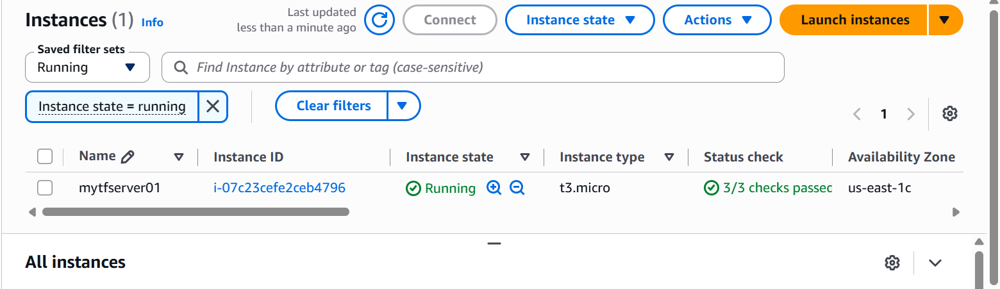 Instances (1) Info
Last updated
less than a minute ago
Connect
Instance state
Actions
Launch instances
Saved filter sets
Running
Find Instance by attribute or tag (case-sensitive)
Instance state = running
Clear filters
1
Name Instance ID Instance state Instance type Status check Availability Zone
mytfserver01 i-07c23cefe2ceb4796 Running t3.micro 3/3 checks passed us-east-1c
All instances